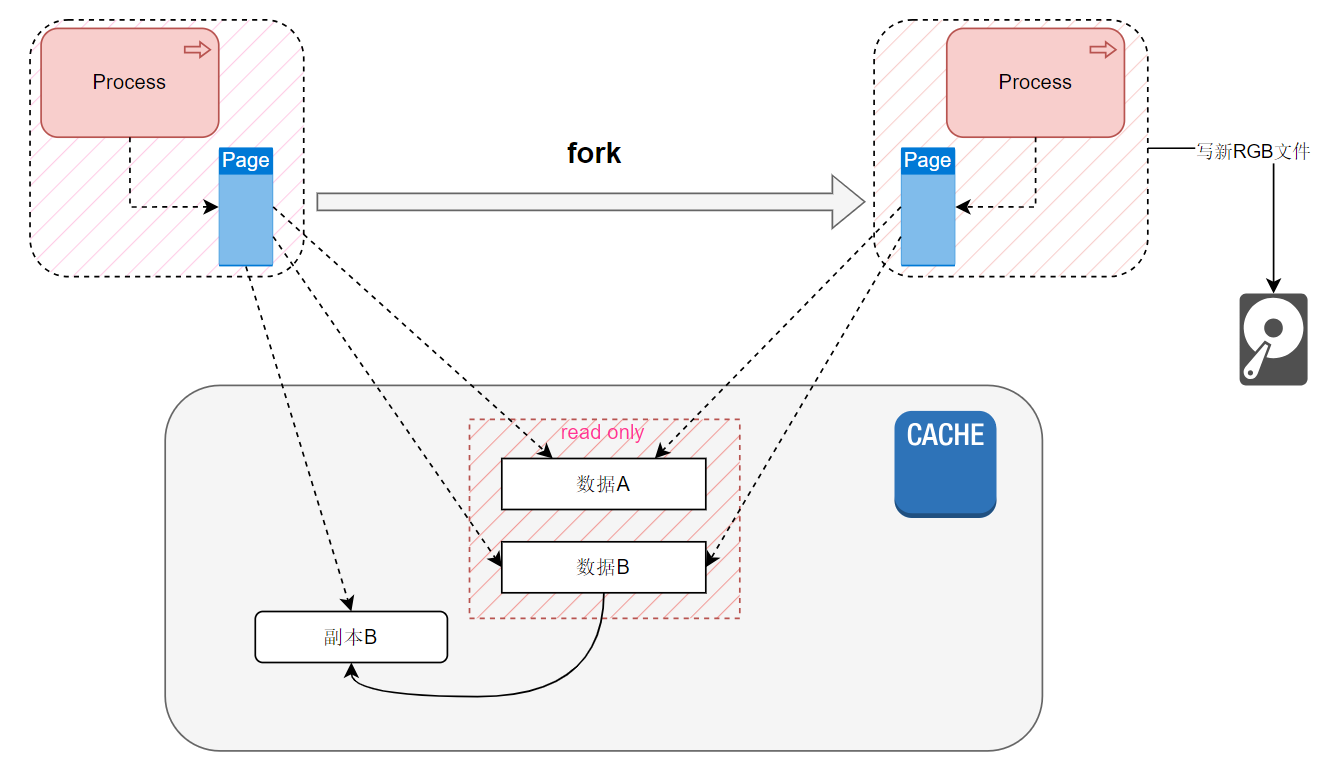 Process
Process
Page
fork
Page
写新RGB文件
read only
CACHE
数据A
数据B
副本B